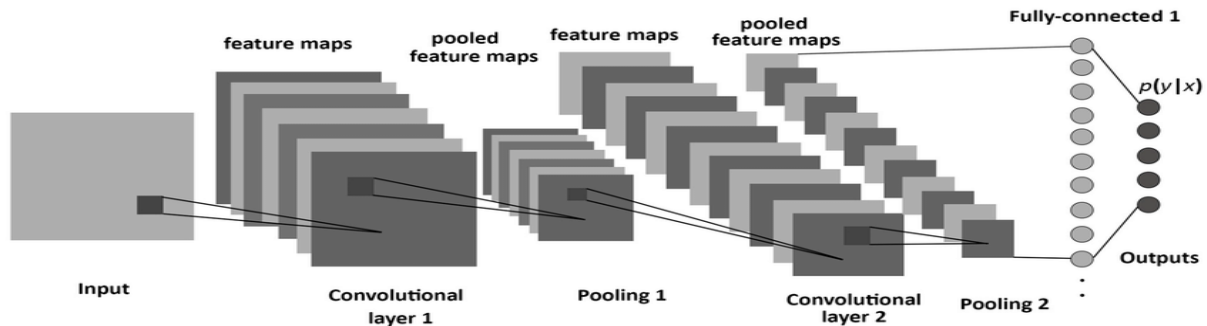 feature maps
pooled
feature maps
feature maps
pooled
feature maps
Fully-connected 1
p(y|x)
Input
Convolutional
layer 1
Pooling 1
Convolutional
layer 2
Pooling 2
Outputs